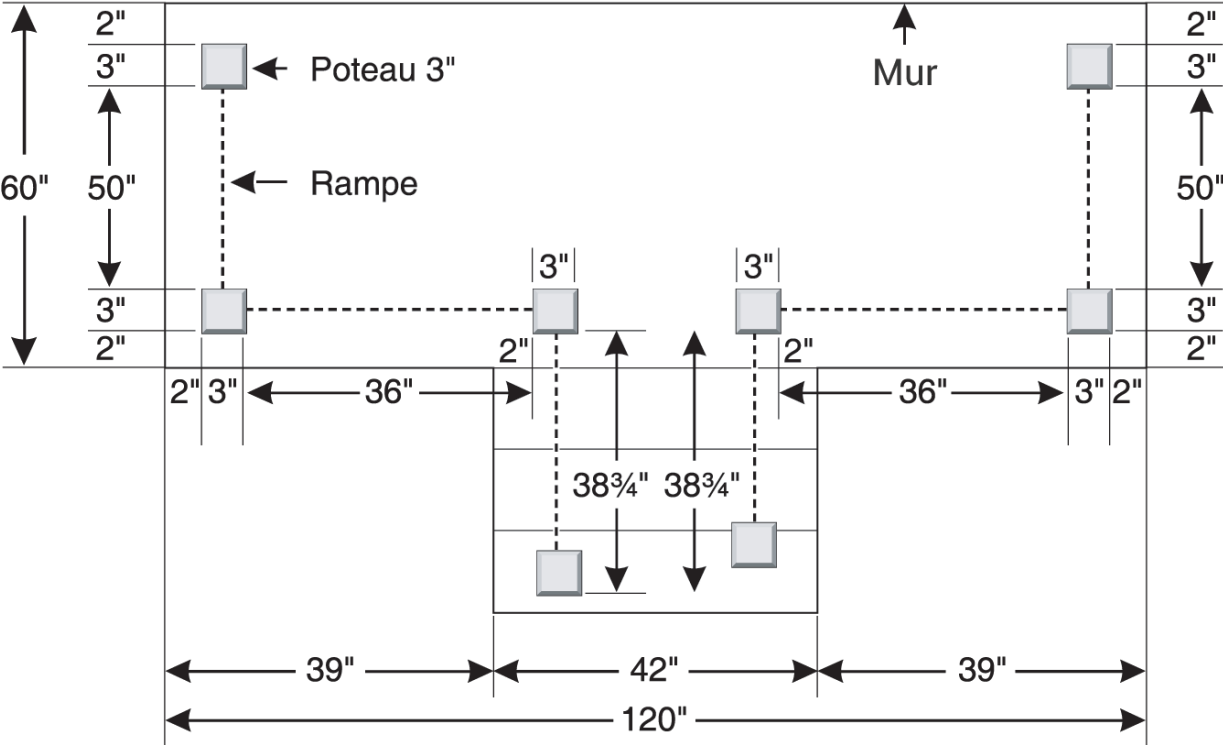 2" 2"
3" Poteau 3" Mur 3"
60" 50" Rampe 50"
3" 3"
3" 3"
2" 2" 2" 2"
2" 3" 36" 36" 3" 2"
38¾" 38¾"
39" 42" 39"
120"